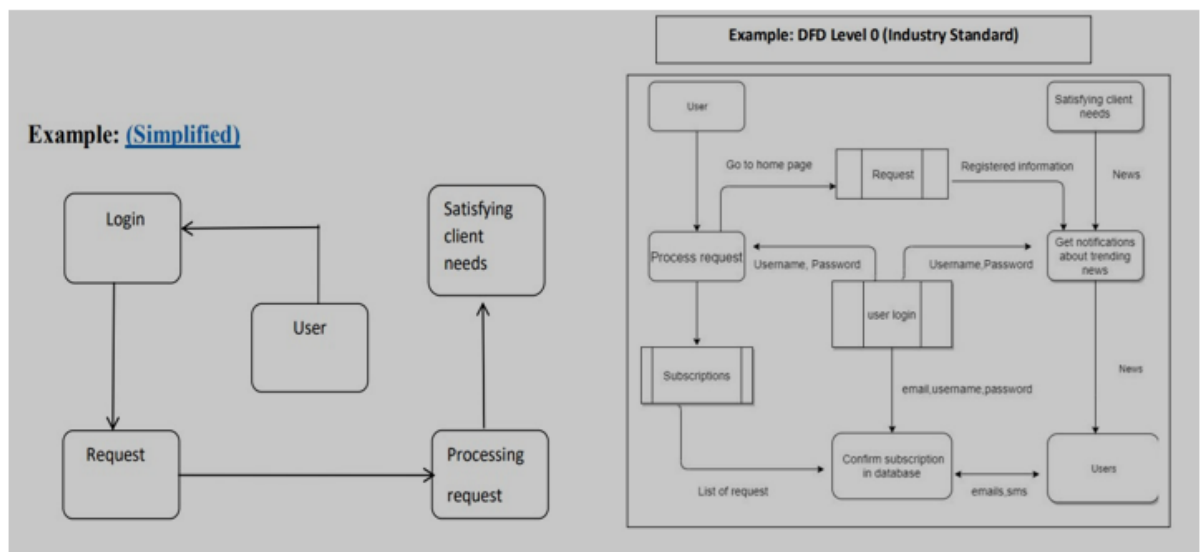 Example: (Simplified)
Login
User
Request
Satisfying
client
needs
Processing
request
Example: DFD Level 0 (Industry Standard)
User
Satisfying client
needs
Go to home page
Request
Registered information
News
Process request
Username, Password
Username,Password
Get notifications
about trending
news
user login
Subscriptions
email,username,password
News
Confirm subscription
in database
Users
List of request
emails,sms